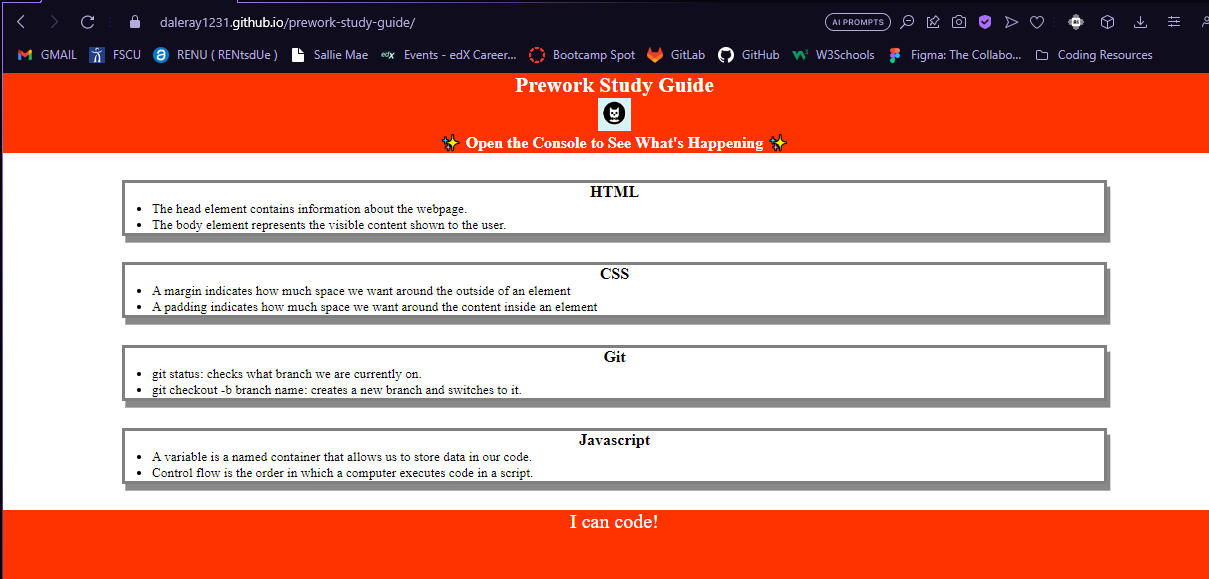 daleray1231.github.io/prework-study-guide/
AI PROMPTS
GMAIL
FSCU
RENU ( RENtsdUe )
Sallie Mae
edX
Events - edX Career...
Bootcamp Spot
GitLab
GitHub
W3Schools
Figma: The Collabo...
Coding Resources
Prework Study Guide
✨ Open the Console to See What's Happening ✨
HTML
• The head element contains information about the webpage.
• The body element represents the visible content shown to the user.
CSS
• A margin indicates how much space we want around the outside of an element
• A padding indicates how much space we want around the content inside an element
Git
• git status: checks what branch we are currently on.
• git checkout -b branch name: creates a new branch and switches to it.
Javascript
• A variable is a named container that allows us to store data in our code.
• Control flow is the order in which a computer executes code in a script.
I can code!